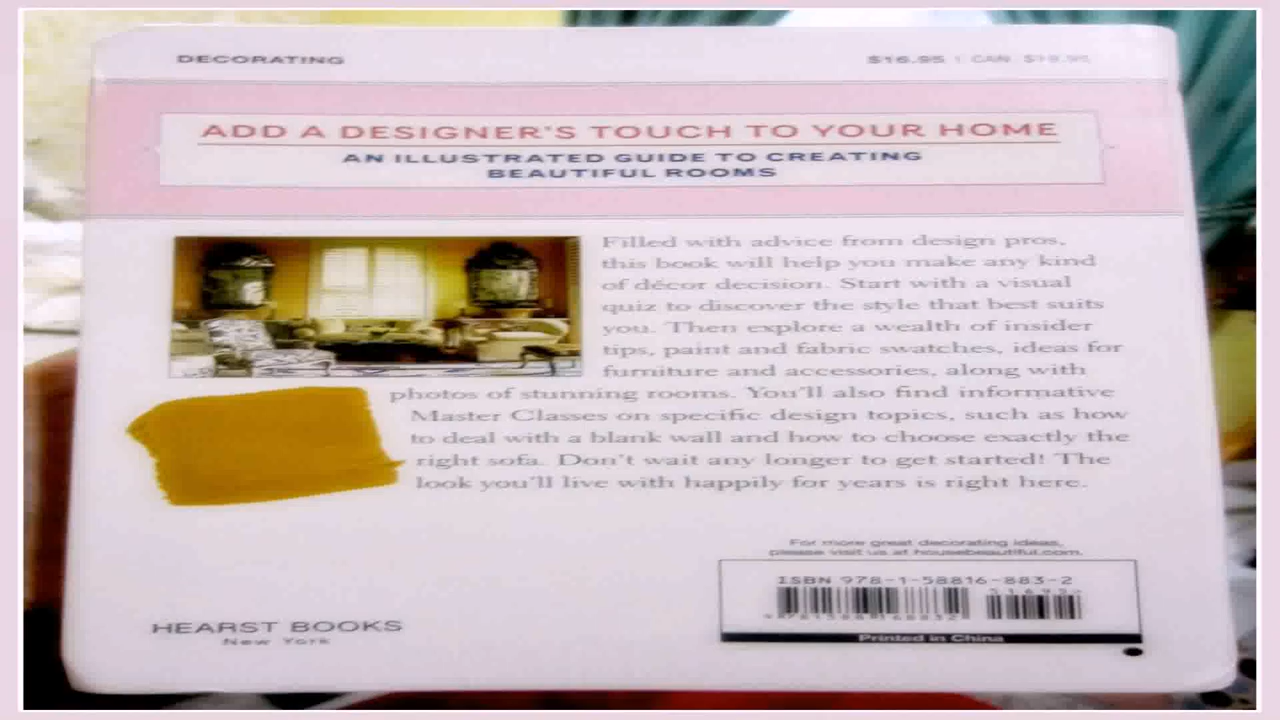 DECORATING
$16.95 | CAN. $19.95
ADD A DESIGNER'S TOUCH TO YOUR HOME
AN ILLUSTRATED GUIDE TO CREATING
BEAUTIFUL ROOMS
Filled with advice from design pros,
this book will help you make any kind
of décor decision. Start with a visual
quiz to discover the style that best suits
you. Then explore a wealth of insider
tips, paint and fabric swatches, ideas for
furniture and accessories, along with
photos of stunning rooms. You'll also find informative
Master Classes on specific design topics, such as how
to deal with a blank wall and how to choose exactly the
right sofa. Don't wait any longer to get started! The
look you'll live with happily for years is right here.
For more great decorating ideas,
please visit us at housebeautiful.com.
ISBN 978-1-58816-883-2
Printed in China
HEARST BOOKS
New York